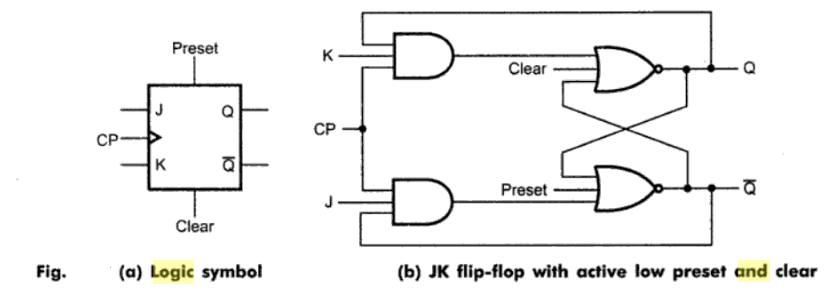 Preset
J
Q
CP
K
Q̅
Clear
K
Clear
Q
CP
Preset
J
Q̅
Fig. (a) Logic symbol
(b) JK flip-flop with active low preset and clear